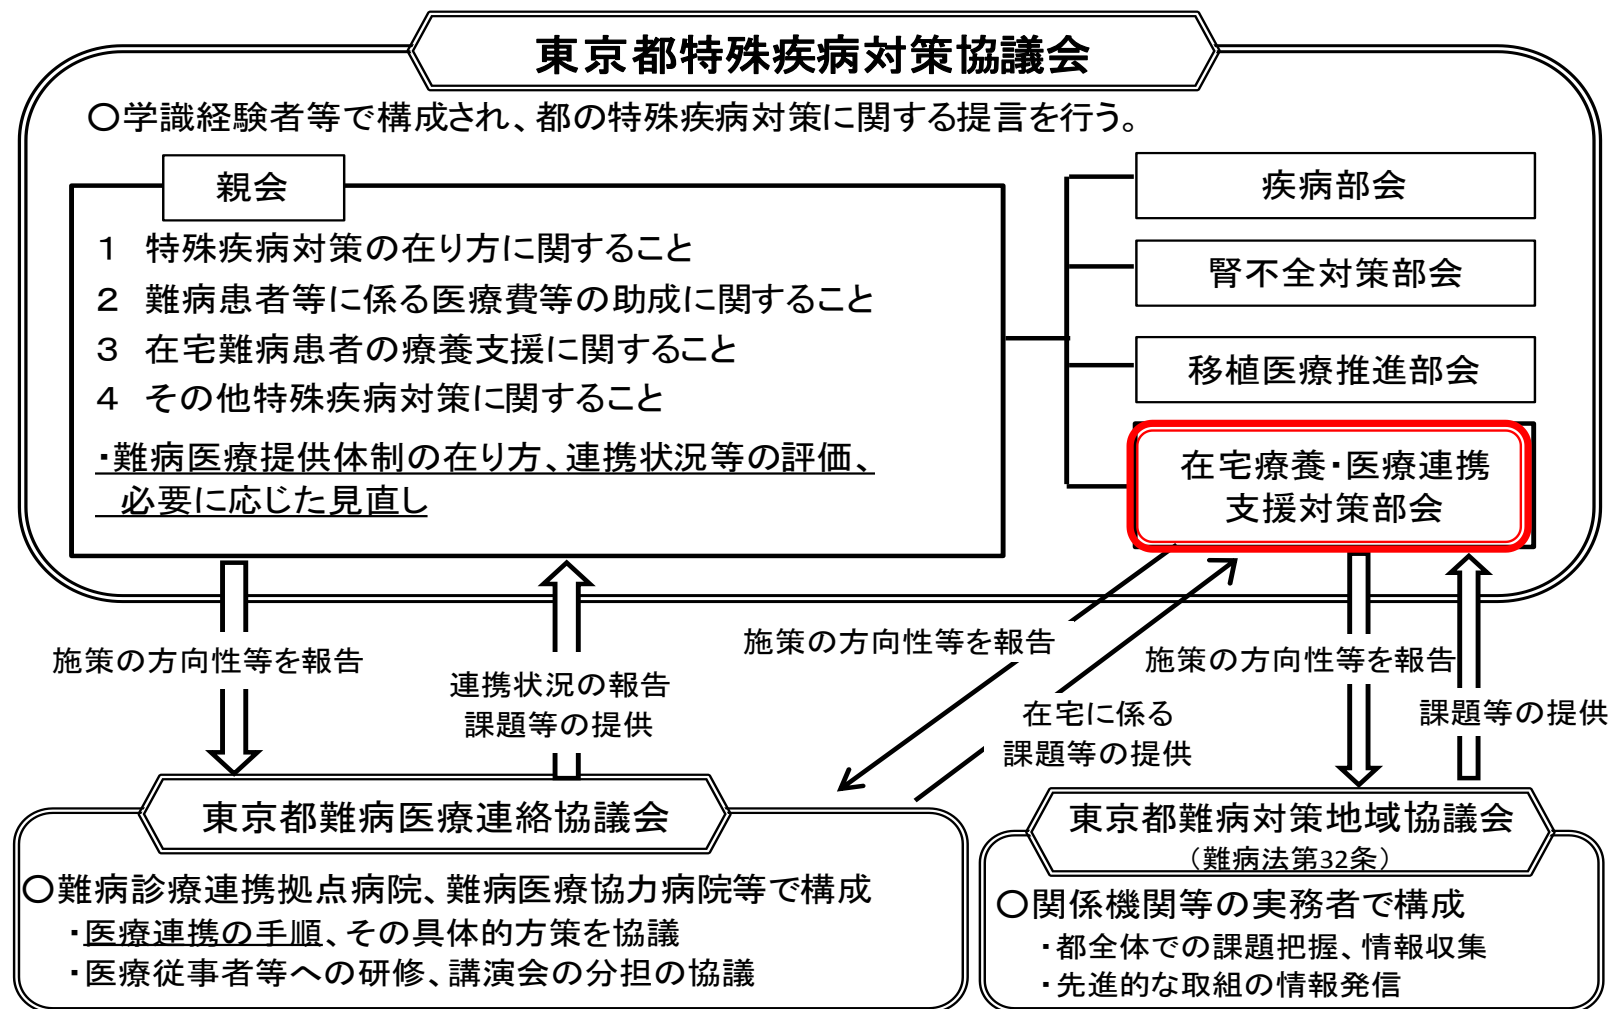 東京都特殊疾病対策協議会
○学識経験者等で構成され、都の特殊疾病対策に関する提言を行う。
親会
1 特殊疾病対策の在り方に関すること
2 難病患者等に係る医療費等の助成に関すること
3 在宅難病患者の療養支援に関すること
4 その他特殊疾病対策に関すること
・難病医療提供体制の在り方、連携状況等の評価、
必要に応じた見直し
疾病部会
腎不全対策部会
移植医療推進部会
在宅療養・医療連携
支援対策部会
施策の方向性等を報告
連携状況の報告
課題等の提供
施策の方向性等を報告
在宅に係る
課題等の提供
施策の方向性等を報告
課題等の提供
東京都難病医療連絡協議会
○難病診療連携拠点病院、難病医療協力病院等で構成
・医療連携の手順、その具体的方策を協議
・医療従事者等への研修、講演会の分担の協議
東京都難病対策地域協議会
（難病法第32条）
○関係機関等の実務者で構成
・都全体での課題把握、情報収集
・先進的な取組の情報発信